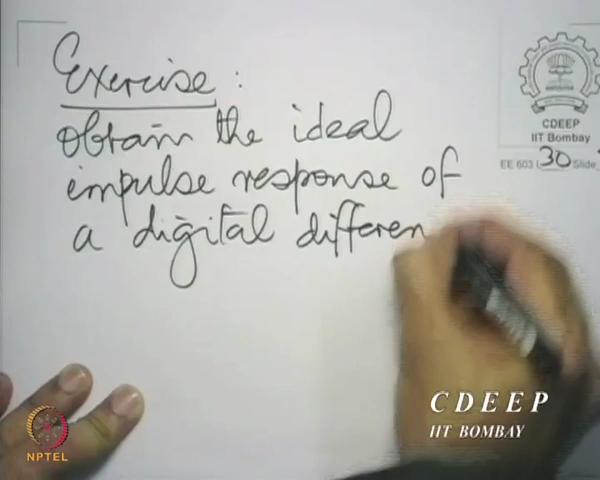 Exercise:
obtain the ideal
impulse response of
a digital differen
CDEEP
IIT Bombay
EE 603 L 30 Slide
CDEEP
IIT BOMBAY
NPTEL